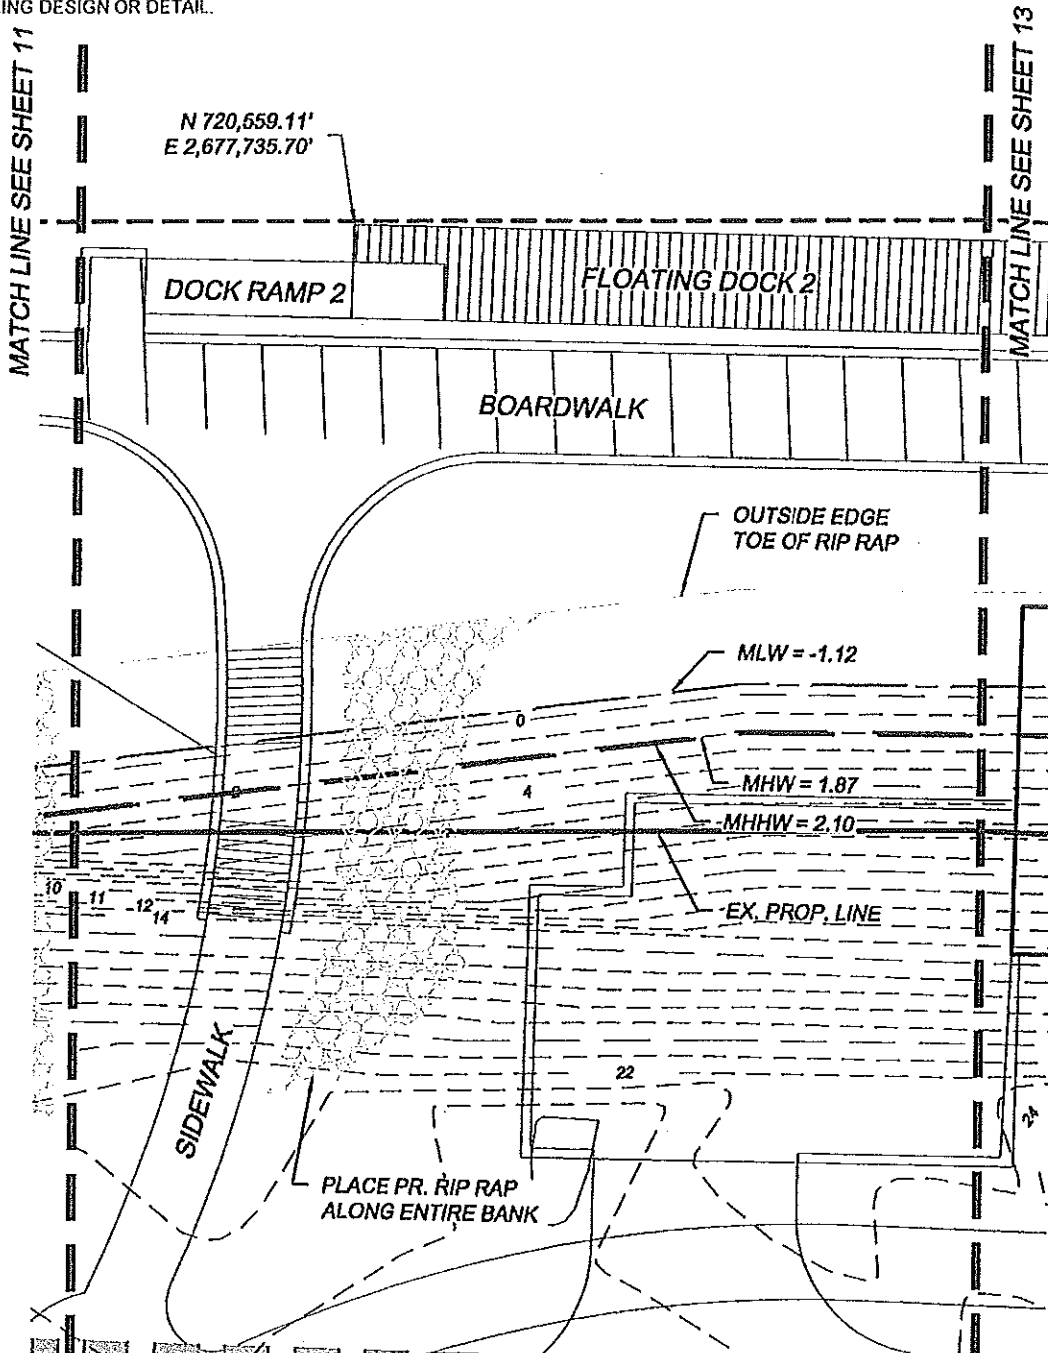 ING DESIGN OR DETAIL.
MATCH LINE SEE SHEET 11
MATCH LINE SEE SHEET 13
N 720,559.11'
E 2,677,735.70'
DOCK RAMP 2
FLOATING DOCK 2
BOARDWALK
OUTSIDE EDGE
TOE OF RIP RAP
MLW = -1.12
0
MHW = 1.87
4
MHHW = 2.10
10
11
12
14
EX. PROP. LINE
SIDEWALK
22
24
PLACE PR. RIP RAP
ALONG ENTIRE BANK